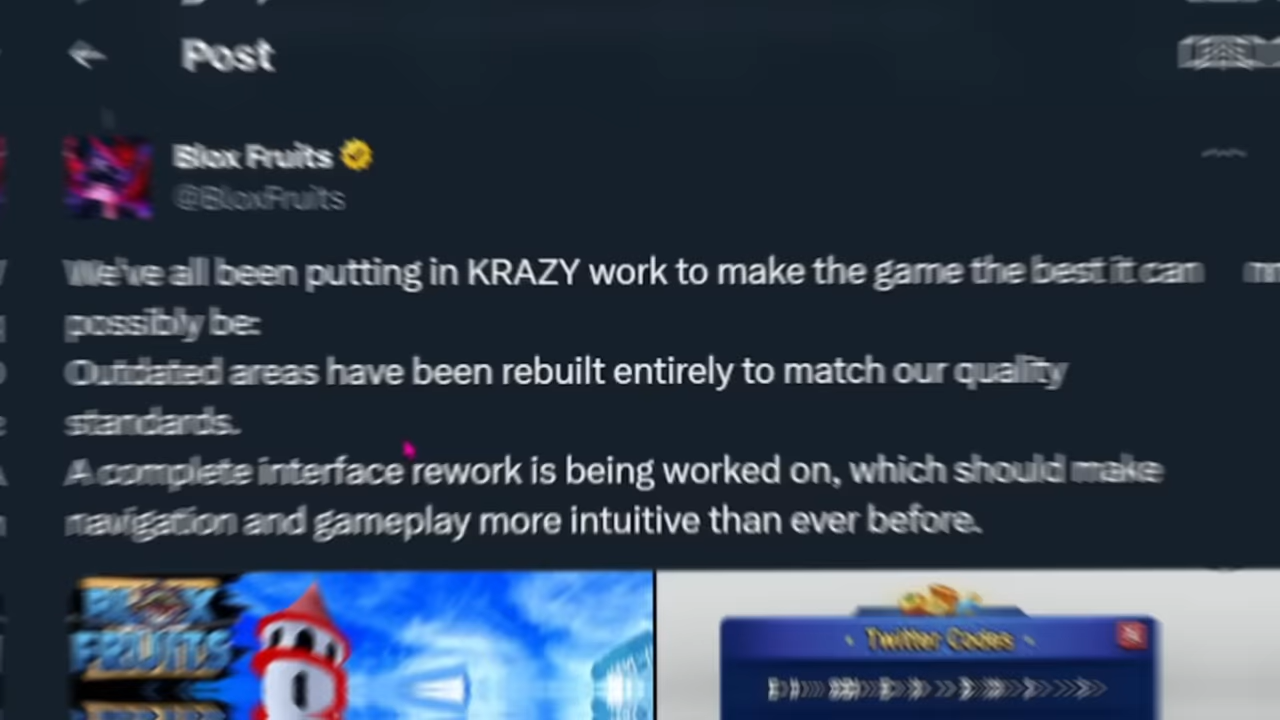 Post
Blox Fruits
@BloxFruits
We've all been putting in KRAZY work to make the game the best it can
possibly be:
Outdated areas have been rebuilt entirely to match our quality
standards.
A complete interface rework is being worked on, which should make
navigation and gameplay more intuitive than ever before.
BLOX
FRUITS
Twitter Codes